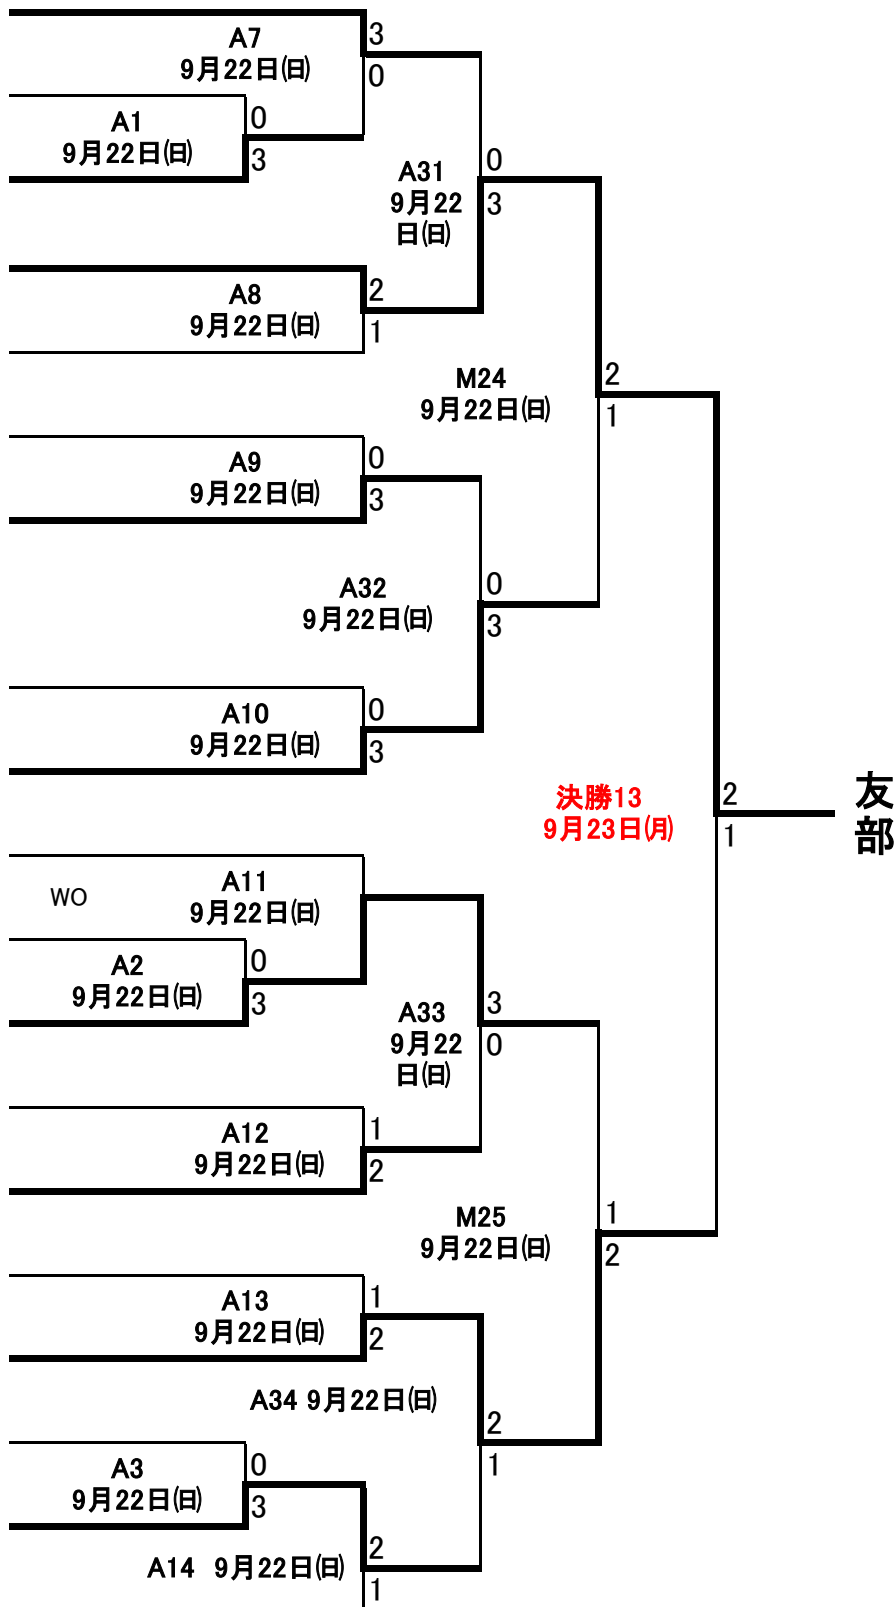 A7
9月22日(日)
3
0
A1
9月22日(日)
0
3
A31
9月22
日(日)
0
3
A8
9月22日(日)
2
1
M24
9月22日(日)
2
1
A9
9月22日(日)
0
3
A32
9月22日(日)
0
3
A10
9月22日(日)
0
3
決勝13
9月23日(月)
2
1
友
部
WO
A11
9月22日(日)
A2
9月22日(日)
0
3
A33
9月22
日(日)
3
0
A12
9月22日(日)
1
2
M25
9月22日(日)
1
2
A13
9月22日(日)
1
2
A34 9月22日(日)
2
1
A3
9月22日(日)
0
3
A14 9月22日(日)
2
1